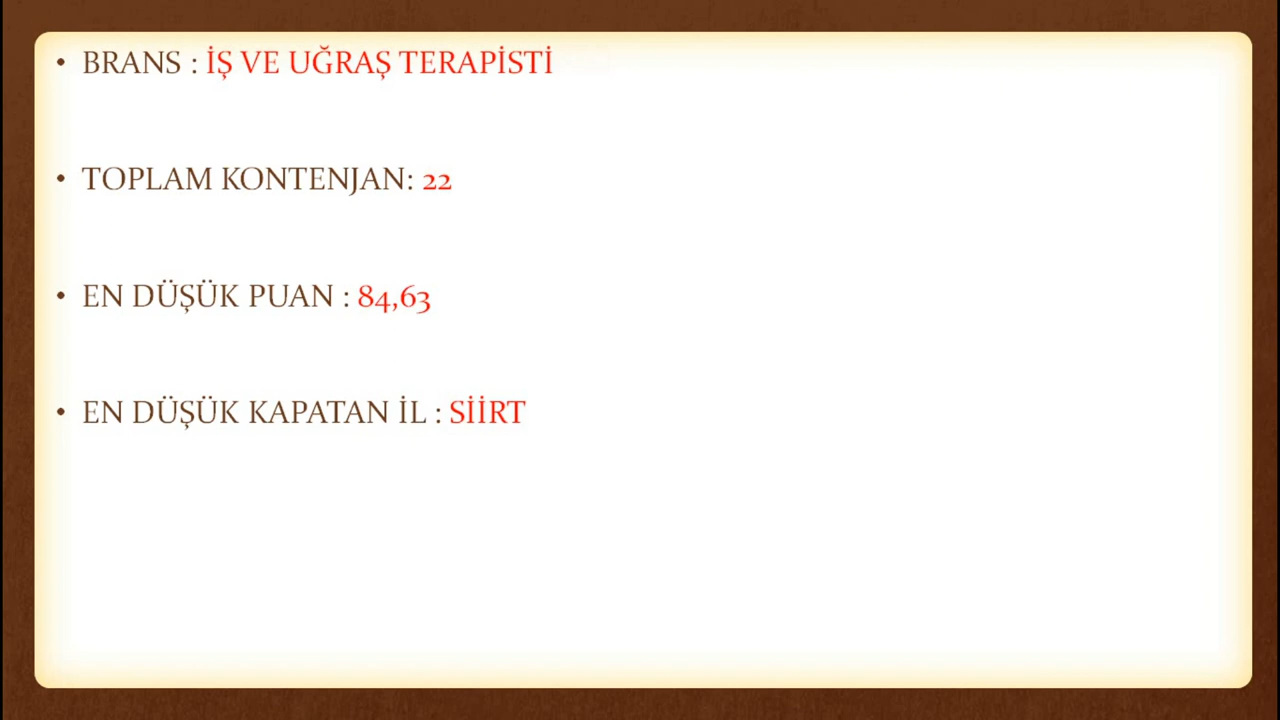 • BRANS : İŞ VE UĞRAŞ TERAPİSTİ
• TOPLAM KONTENJAN: 22
• EN DÜŞÜK PUAN : 84,63
• EN DÜŞÜK KAPATAN İL : SİİRT